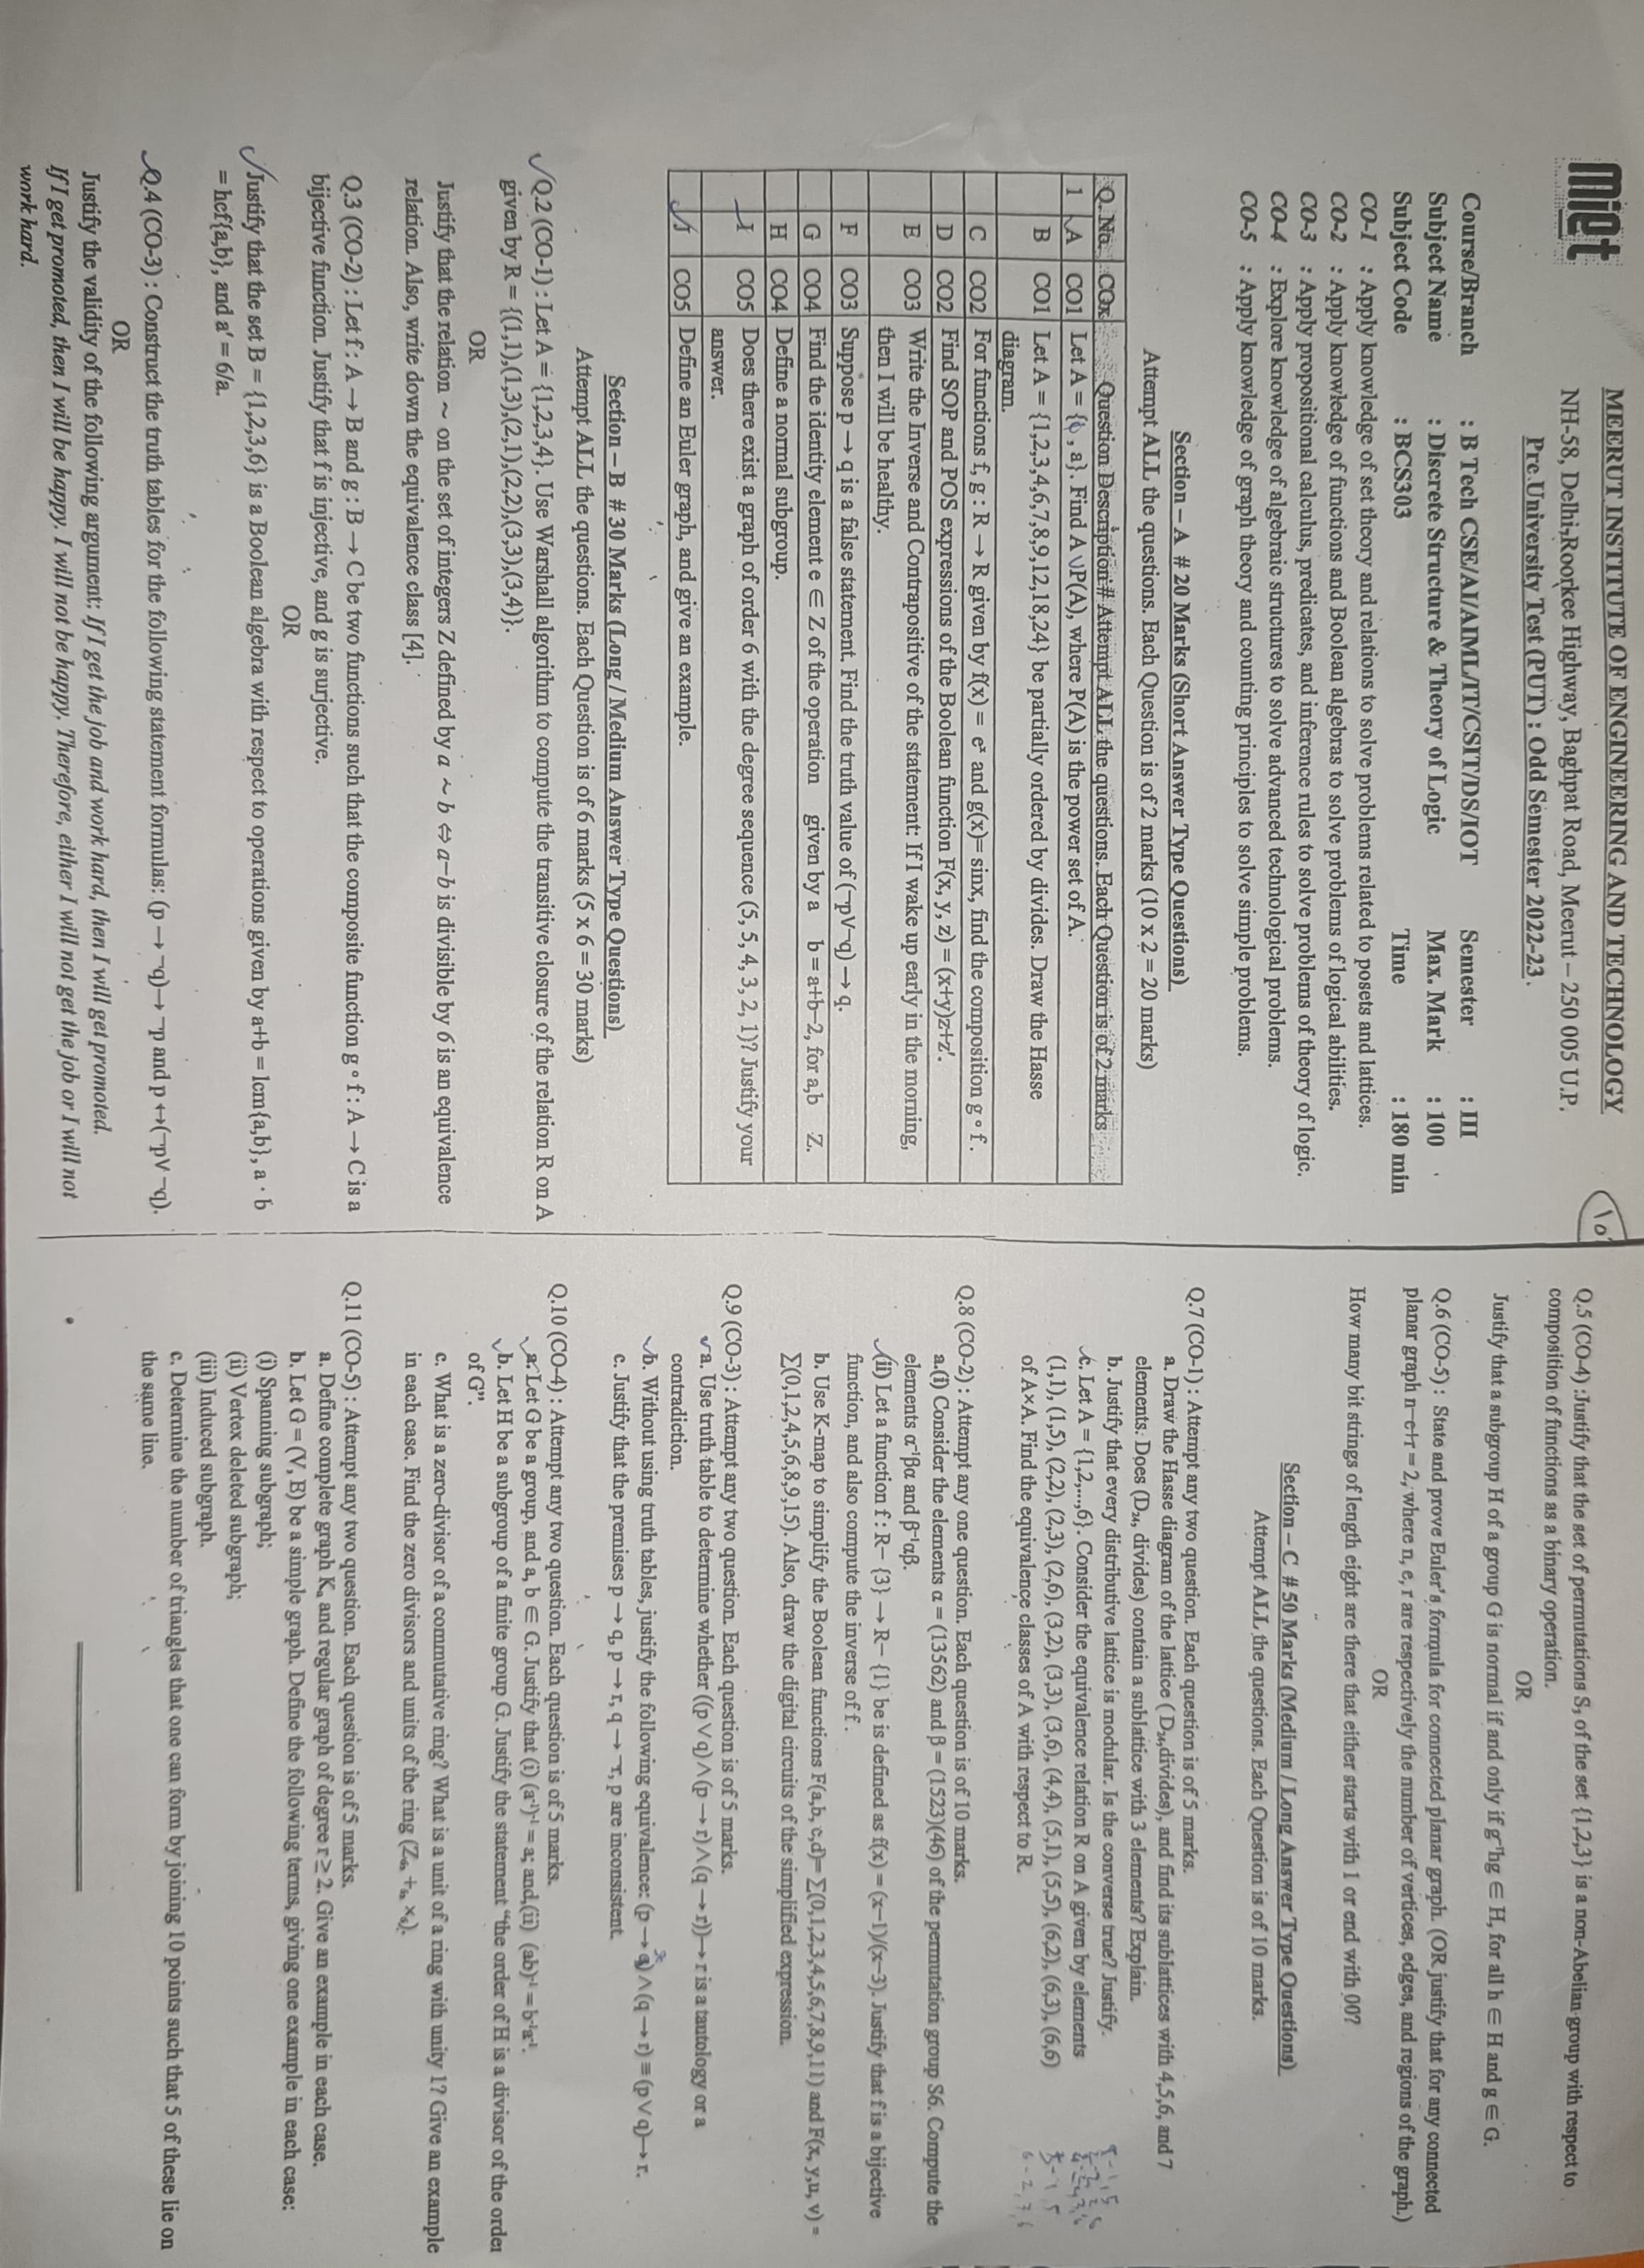 miet
MEERUT INSTITUTE OF ENGINEERING AND TECHNOLOGY
NH-58, Delhi,Roorkee Highway, Baghpat Road, Meerut – 250 005 U.P.
Pre.University Test (PUT) : Odd Semester 2022-23.
Course/Branch : B Tech CSE/AI/AIML/IT/CSIT/DS/IOT Semester : III
Subject Name : Discrete Structure & Theory of Logic Max. Mark : 100
Subject Code : BCS303 Time : 180 min
CO-1 : Apply knowledge of set theory and relations to solve problems related to posets and lattices.
CO-2 : Apply knowledge of functions and Boolean algebras to solve problems of logical abilities.
CO-3 : Apply propositional calculus, predicates, and inference rules to solve problems of theory of logic.
CO-4 : Explore knowledge of algebraic structures to solve advanced technological problems.
CO-5 : Apply knowledge of graph theory and counting principles to solve simple problems.
Section – A # 20 Marks (Short Answer Type Questions)
Attempt ALL the questions. Each Question is of 2 marks (10 x 2 = 20 marks)
Q. No. COx Question Description # Attempt ALL the questions. Each Question is of 2 marks
1 A CO1 Let A = {ϕ, a}. Find A \ P(A), where P(A) is the power set of A.
B CO1 Let A = {1,2,3,4,6,7,8,9,12,18,24} be partially ordered by divides. Draw the Hasse
diagram.
C CO2 For functions f, g : R → R given by f(x) = eˣ and g(x)= sinx, find the composition g ∘ f.
D CO2 Find SOP and POS expressions of the Boolean function F(x, y, z) = (x+y)z+z'.
E CO3 Write the Inverse and Contrapositive of the statement: If I wake up early in the morning,
then I will be healthy.
F CO3 Suppose p → q is a false statement. Find the truth value of (¬pV¬q) → q.
G CO4 Find the identity element e ∈ Z of the operation given by a b = a+b–2, for a,b Z.
H CO4 Define a normal subgroup.
I CO5 Does there exist a graph of order 6 with the degree sequence (5, 5, 4, 3, 2, 1)? Justify your
answer.
J CO5 Define an Euler graph, and give an example.
Section – B # 30 Marks (Long / Medium Answer Type Questions)
Attempt ALL the questions. Each Question is of 6 marks (5 x 6 = 30 marks)
Q.2 (CO-1) : Let A = {1,2,3,4}. Use Warshall algorithm to compute the transitive closure of the relation R on A
given by R = {(1,1),(1,3),(2,1),(2,2),(3,3),(3,4)}.
OR
Justify that the relation ~ on the set of integers Z defined by a ~ b ⇔ a–b is divisible by 6 is an equivalence
relation. Also, write down the equivalence class [4].
Q.3 (CO-2) : Let f : A → B and g : B → C be two functions such that the composite function g ∘ f : A → C is a
bijective function. Justify that f is injective, and g is surjective.
OR
Justify that the set B = {1,2,3,6} is a Boolean algebra with respect to operations given by a+b = lcm{a,b}, a · b
= hcf{a,b}, and a' = 6/a.
Q.4 (CO-3) : Construct the truth tables for the following statement formulas: (p → ¬q)→ ¬p and p ↔(¬pV ¬q).
OR
Justify the validity of the following argument: If I get the job and work hard, then I will get promoted.
If I get promoted, then I will be happy. I will not be happy. Therefore, either I will not get the job or I will not
work hard.
10
Q.5 (CO-4) :Justify that the set of permutations S₃ of the set {1,2,3} is a non-Abelian group with respect to
composition of functions as a binary operation.
OR
Justify that a subgroup H of a group G is normal if and only if g⁻¹hg ∈ H, for all h ∈ H and g ∈ G.
Q.6 (CO-5) : State and prove Euler's formula for connected planar graph. (OR justify that for any connected
planar graph n–e+r = 2, where n, e, r are respectively the number of vertices, edges, and regions of the graph.)
OR
How many bit strings of length eight are there that either starts with 1 or end with 00?
Section – C # 50 Marks (Medium / Long Answer Type Questions)
Attempt ALL the questions. Each Question is of 10 marks.
Q.7 (CO-1) : Attempt any two question. Each question is of 5 marks.
a. Draw the Hasse diagram of the lattice ( D₂₄,divides), and find its sublattices with 4,5,6, and 7
elements. Does (D₂₄, divides) contain a sublattice with 3 elements? Explain.
b. Justify that every distributive lattice is modular. Is the converse true? Justify.
c. Let A = {1,2,...,6}. Consider the equivalence relation R on A given by elements
(1,1), (1,5), (2,2), (2,3), (2,6), (3,2), (3,3), (3,6), (4,4), (5,1), (5,5), (6,2), (6,3), (6,6)
of A×A. Find the equivalence classes of A with respect to R.
Q.8 (CO-2) : Attempt any one question. Each question is of 10 marks.
a.(i) Consider the elements α = (13562) and β = (1523)(46) of the permutation group S6. Compute the
elements α⁻¹βα and β⁻¹αβ.
(ii) Let a function f : R– {3} → R– {1} be is defined as f(x) = (x–1)/(x–3). Justify that f is a bijective
function, and also compute the inverse of f .
b. Use K-map to simplify the Boolean functions F(a,b, c,d)= ∑(0,1,2,3,4,5,6,7,8,9,11) and F(x, y,u, v) =
∑(0,1,2,4,5,6,8,9,15). Also, draw the digital circuits of the simplified expression.
Q.9 (CO-3) : Attempt any two question. Each question is of 5 marks.
a. Use truth table to determine whether ((p ∨ q) ∧ (p → r) ∧ (q → r))→ r is a tautology or a
contradiction.
b. Without using truth tables, justify the following equivalence: (p → q) ∧ (q → r) ≡ (p ∨ q)→ r.
c. Justify that the premises p → q, p → r, q → ¬r, p are inconsistent.
Q.10 (CO-4) : Attempt any two question. Each question is of 5 marks.
a. Let G be a group, and a, b ∈ G. Justify that (i) (a⁻¹)⁻¹ = a; and,(ii) (ab)⁻¹ = b⁻¹a⁻¹.
b. Let H be a subgroup of a finite group G. Justify the statement "the order of H is a divisor of the order
of G".
c. What is a zero-divisor of a commutative ring? What is a unit of a ring with unity 1? Give an example
in each case. Find the zero divisors and units of the ring (Z₆, +₆, ×₆).
Q.11 (CO-5) : Attempt any two question. Each question is of 5 marks.
a. Define complete graph Kₙ and regular graph of degree r ≥ 2. Give an example in each case.
b. Let G = (V, E) be a simple graph. Define the following terms, giving one example in each case:
(i) Spanning subgraph;
(ii) Vertex deleted subgraph;
(iii) Induced subgraph.
c. Determine the number of triangles that one can form by joining 10 points such that 5 of these lie on
the same line.